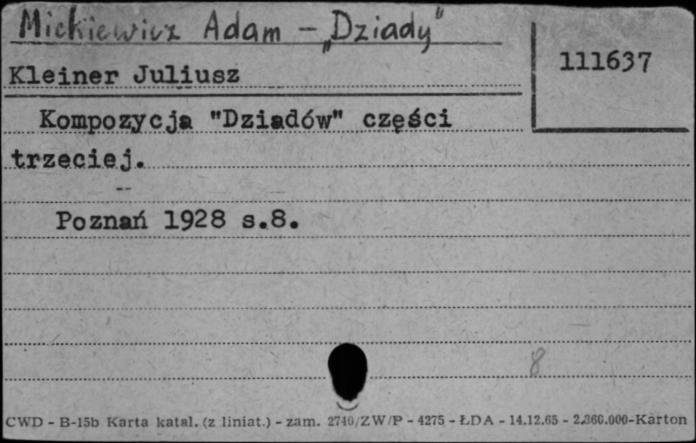 Mickiewicz Adam - „Dziady"
111637
Kleiner Juliusz
Kompozycja "Dziadów" części
trzeciej.
--
Poznań 1928 s.8.
8
CWD - B-15b Karta katal. (z liniat.) - zam. 2740/ZW/P - 4275 - ŁDA - 14.12.65 - 2.360.000-Karton